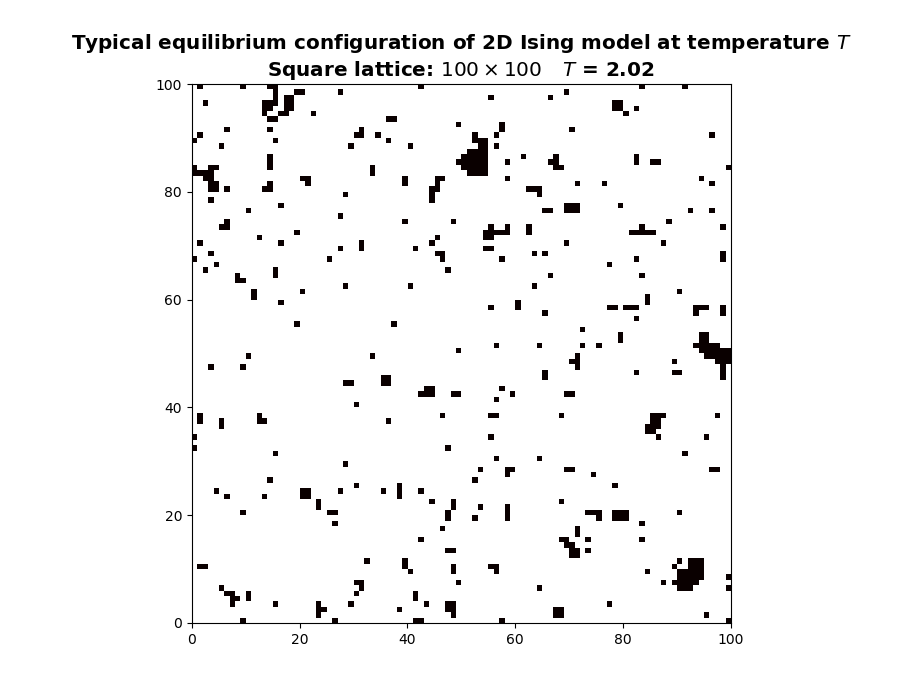 Typical equilibrium configuration of 2D Ising model at temperature T
Square lattice: 100 × 100 T = 2.02
100
80
60
40
20
0
0 20 40 60 80 100